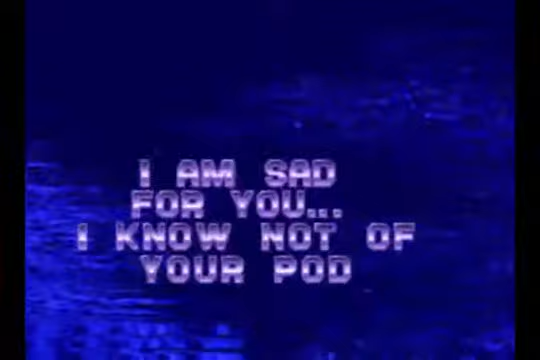 I AM SAD
FOR YOU...
I KNOW NOT OF
YOUR POD